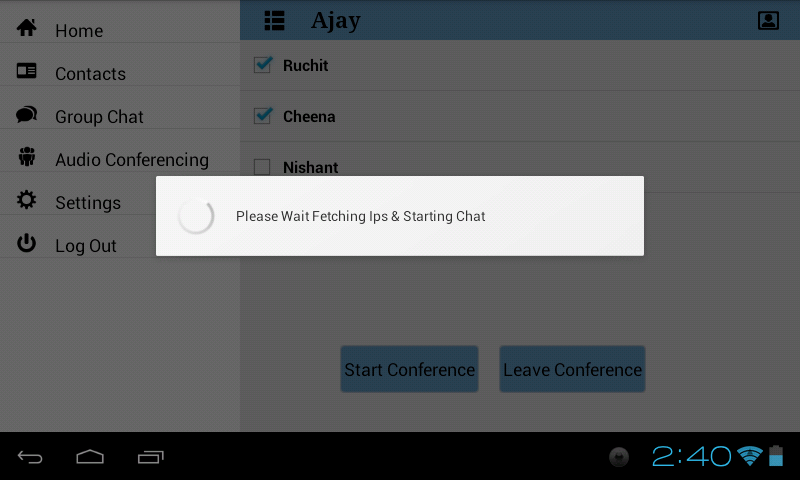 Home
Contacts
Group Chat
Audio Conferencing
Settings
Log Out
Ajay
Ruchit
Cheena
Nishant
Please Wait Fetching Ips & Starting Chat
Start Conference
Leave Conference
2:40